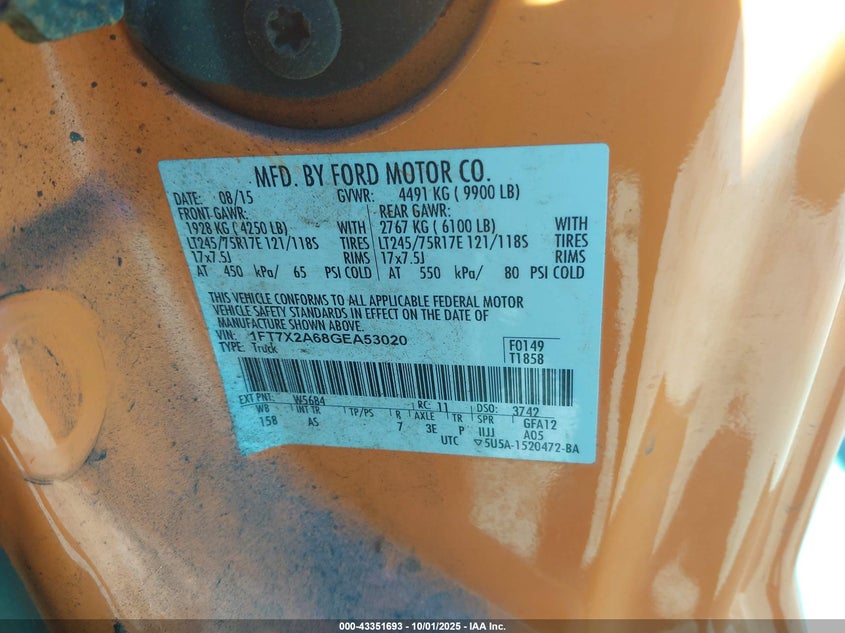 MFD. BY FORD MOTOR CO.
DATE: 08/15 GVWR: 4491 KG ( 9900 LB)
FRONT GAWR: REAR GAWR:
1928 KG ( 4250 LB) WITH 2767 KG ( 6100 LB) WITH
LT245/75R17E 121/118S TIRES LT245/75R17E 121/118S TIRES
17x7.5J RIMS 17x7.5J RIMS
AT 450 kPa/ 65 PSI COLD AT 550 kPa/ 80 PSI COLD
THIS VEHICLE CONFORMS TO ALL APPLICABLE FEDERAL MOTOR
VEHICLE SAFETY STANDARDS IN EFFECT ON THE DATE OF
MANUFACTURE SHOWN ABOVE.
VIN: 1FT7X2A68GEA53020 F0149
TYPE: Truck T1858
EXT PNT: W5684 RC: 11 DSO: 3742
WB INT TR TP/PS R AXLE TR SPR GFA12
158 AS 7 3E P IIJJ A05
UTC ▽5U5A-1520472-BA
000-43351693 - 10/01/2025 - IAA Inc.